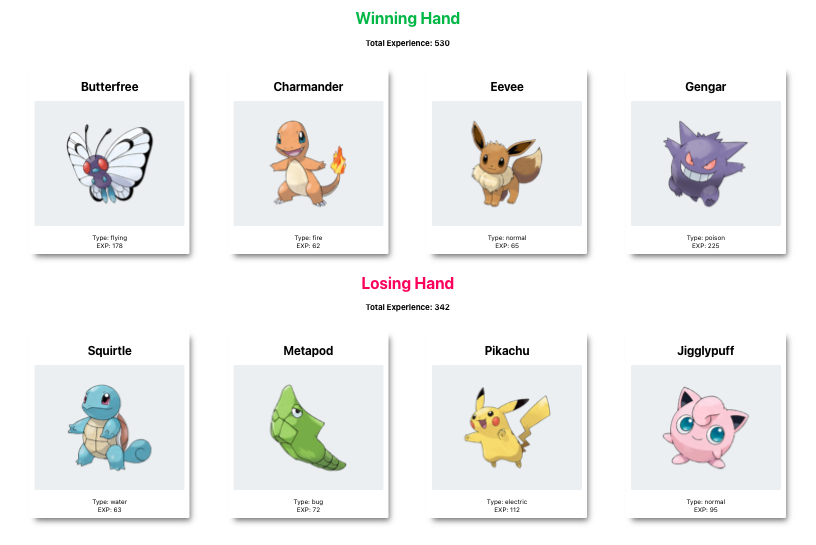 Winning Hand
Total Experience: 530
Butterfree
Charmander
Eevee
Gengar
Type: flying
EXP: 178
Type: fire
EXP: 62
Type: normal
EXP: 65
Type: poison
EXP: 225
Losing Hand
Total Experience: 342
Squirtle
Metapod
Pikachu
Jigglypuff
Type: water
EXP: 63
Type: bug
EXP: 72
Type: electric
EXP: 112
Type: normal
EXP: 95